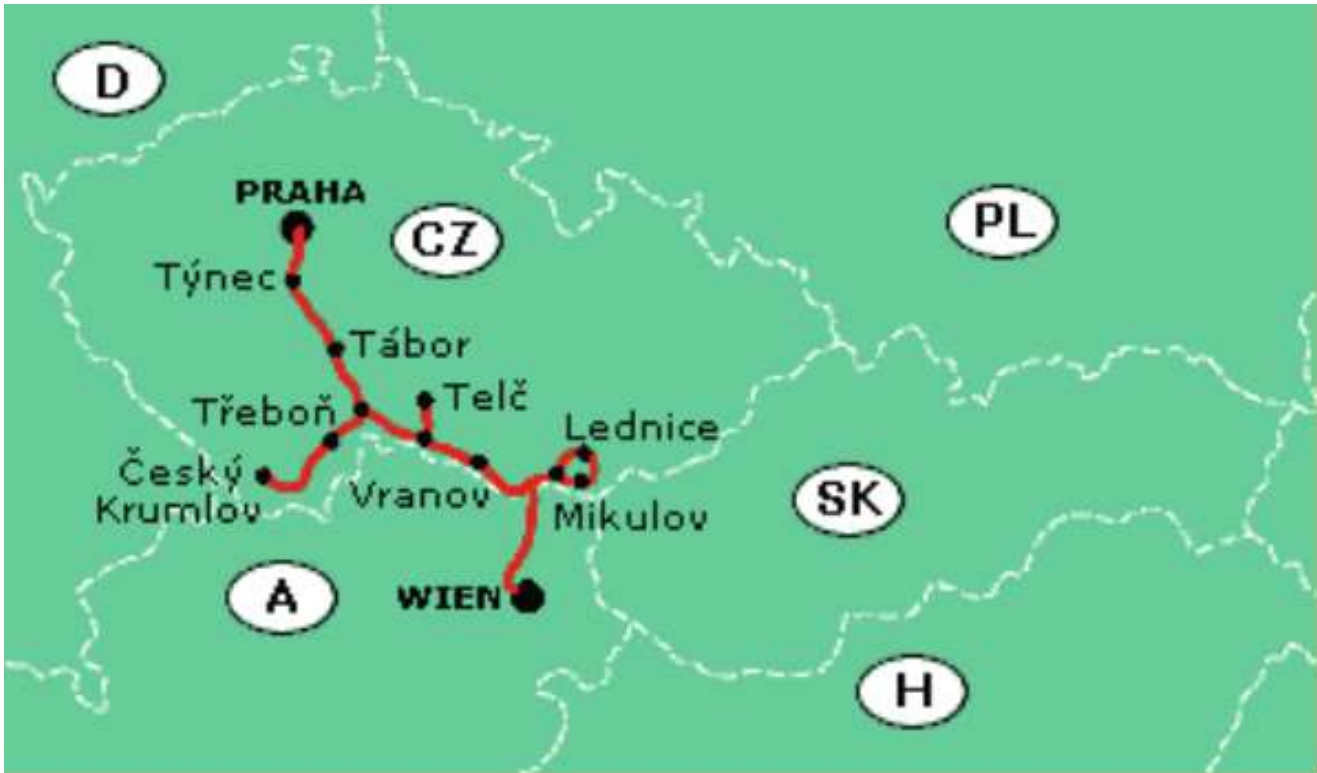 D
PRAHA
CZ
PL
Týnec
Tábor
Telč
Třeboň
Lednice
Český
Krumlov
Vranov
Mikulov
SK
A
WIEN
H